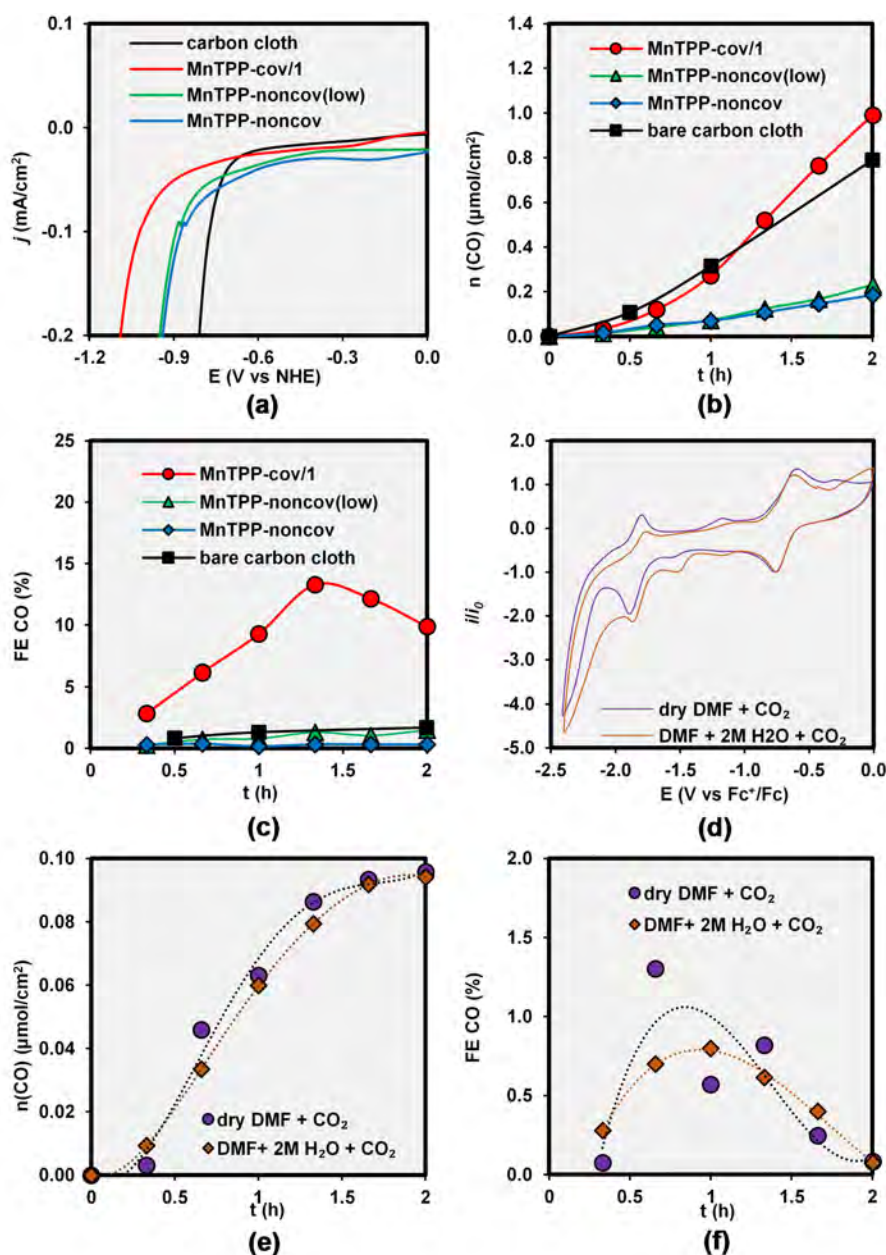 0.1
0.0
-0.1
-0.2
j (mA/cm²)
carbon cloth
MnTPP-cov/1
MnTPP-noncov(low)
MnTPP-noncov
-1.2 -0.9 -0.6 -0.3 0.0
E (V vs NHE)
(a)
1.4
1.2
1.0
0.8
0.6
0.4
0.2
0.0
n (CO) (µmol/cm²)
MnTPP-cov/1
MnTPP-noncov(low)
MnTPP-noncov
bare carbon cloth
0 0.5 1 1.5 2
t (h)
(b)
25
20
15
10
5
0
FE CO (%)
MnTPP-cov/1
MnTPP-noncov(low)
MnTPP-noncov
bare carbon cloth
0 0.5 1 1.5 2
t (h)
(c)
2.0
1.0
0.0
-1.0
-2.0
-3.0
-4.0
-5.0
i/i₀
dry DMF + CO₂
DMF + 2M H2O + CO₂
-2.5 -2.0 -1.5 -1.0 -0.5 0.0
E (V vs Fc⁺/Fc)
(d)
0.10
0.08
0.06
0.04
0.02
0.00
n(CO) (µmol/cm²)
dry DMF + CO₂
DMF+ 2M H₂O + CO₂
0 0.5 1 1.5 2
t (h)
(e)
2.0
1.5
1.0
0.5
0.0
FE CO (%)
dry DMF + CO₂
DMF+ 2M H₂O + CO₂
0 0.5 1 1.5 2
t (h)
(f)